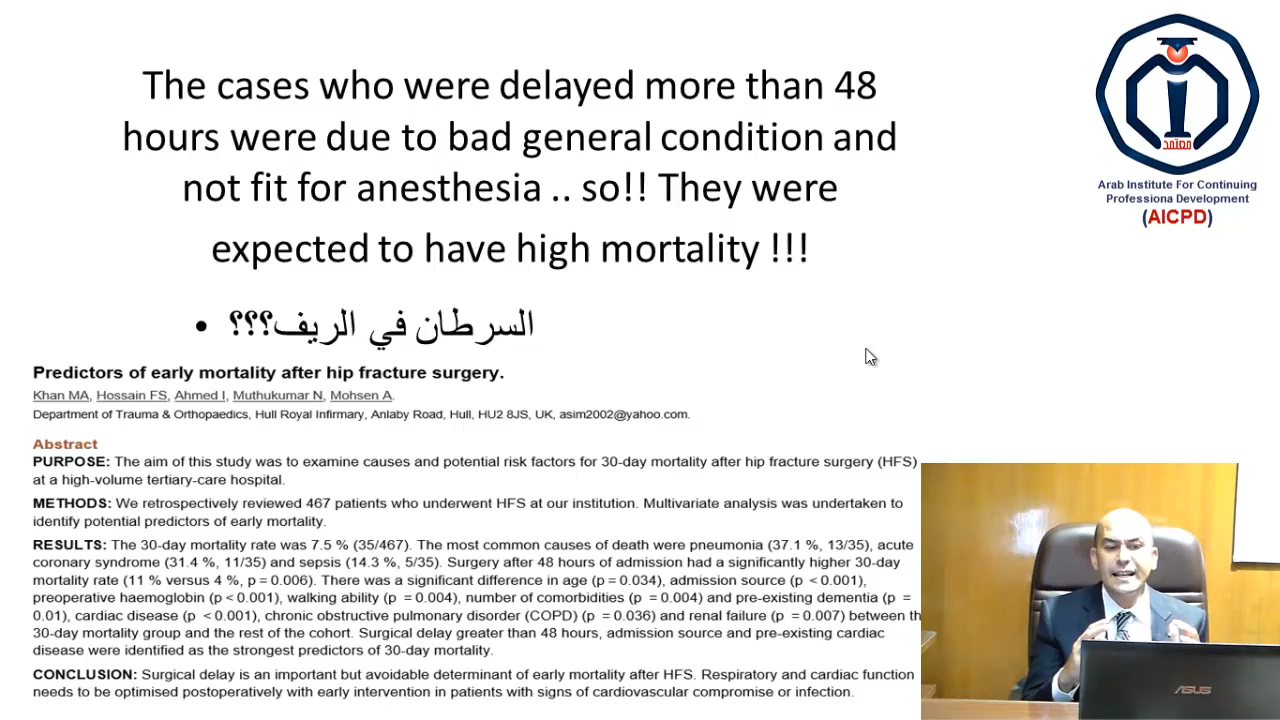 The cases who were delayed more than 48
hours were due to bad general condition and
not fit for anesthesia .. so!! They were
expected to have high mortality !!!
• السرطان في الريف؟؟؟
Predictors of early mortality after hip fracture surgery.
Khan MA, Hossain FS, Ahmed I, Muthukumar N, Mohsen A.
Department of Trauma & Orthopaedics, Hull Royal Infirmary, Anlaby Road, Hull, HU2 8JS, UK, asim2002@yahoo.com.
Abstract
PURPOSE: The aim of this study was to examine causes and potential risk factors for 30-day mortality after hip fracture surgery (HFS)
at a high-volume tertiary-care hospital.
METHODS: We retrospectively reviewed 467 patients who underwent HFS at our institution. Multivariate analysis was undertaken to
identify potential predictors of early mortality.
RESULTS: The 30-day mortality rate was 7.5 % (35/467). The most common causes of death were pneumonia (37.1 %, 13/35), acute
coronary syndrome (31.4 %, 11/35) and sepsis (14.3 %, 5/35). Surgery after 48 hours of admission had a significantly higher 30-day
mortality rate (11 % versus 4 %, p = 0.006). There was a significant difference in age (p = 0.034), admission source (p < 0.001),
preoperative haemoglobin (p < 0.001), walking ability (p = 0.004), number of comorbidities (p = 0.004) and pre-existing dementia (p =
0.01), cardiac disease (p < 0.001), chronic obstructive pulmonary disorder (COPD) (p = 0.036) and renal failure (p = 0.007) between th
30-day mortality group and the rest of the cohort. Surgical delay greater than 48 hours, admission source and pre-existing cardiac
disease were identified as the strongest predictors of 30-day mortality.
CONCLUSION: Surgical delay is an important but avoidable determinant of early mortality after HFS. Respiratory and cardiac function
needs to be optimised postoperatively with early intervention in patients with signs of cardiovascular compromise or infection.
معتمد
Arab Institute For Continuing
Professiona Development
(AICPD)
ASUS